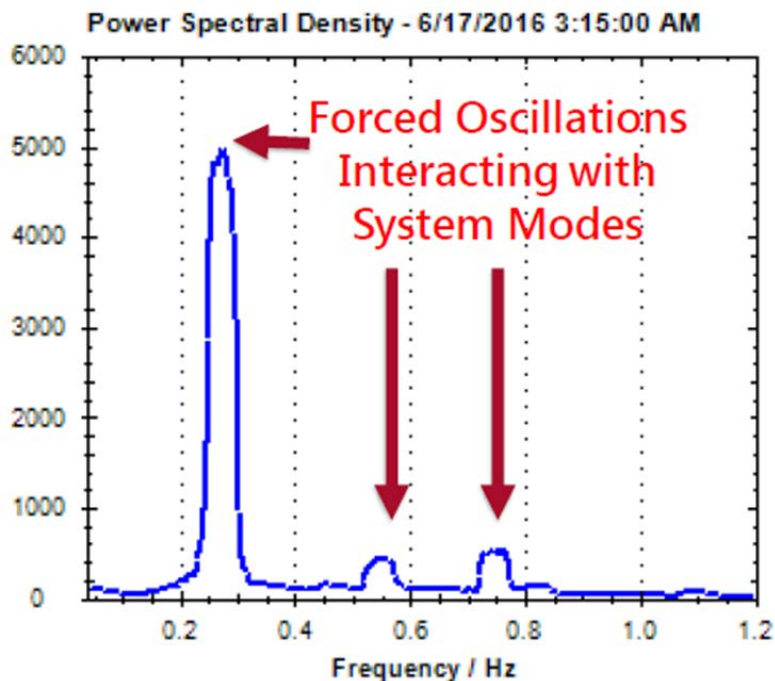 Power Spectral Density - 6/17/2016 3:15:00 AM
6000
5000
4000
3000
2000
1000
0
Forced Oscillations
Interacting with
System Modes
0.2 0.4 0.6 0.8 1.0 1.2
Frequency / Hz